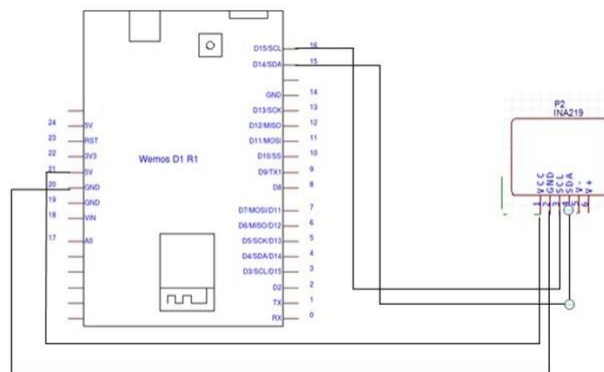 D15/SCL 16
D14/SDA 15
GND 14
D13/SCK 13
24 5V
D12/MISO 12
23 RST
D11/MOSI 11
22 3V3
D10/SS 10
Wemos D1 R1
21 5V
D9/TX1 9
20 GND
D8 8
19 GND
D7/MOSI/D11 7
18 VIN
D6/MISO/D12 6
17 A0
D5/SCK/D13 5
D4/SDA/D14 4
D3/SCL/D15 3
D2 2
TX 1
RX 0
P2
INA219
VCC
GND
SCL
SDA
V-
V+
1 2 3 4 5 6